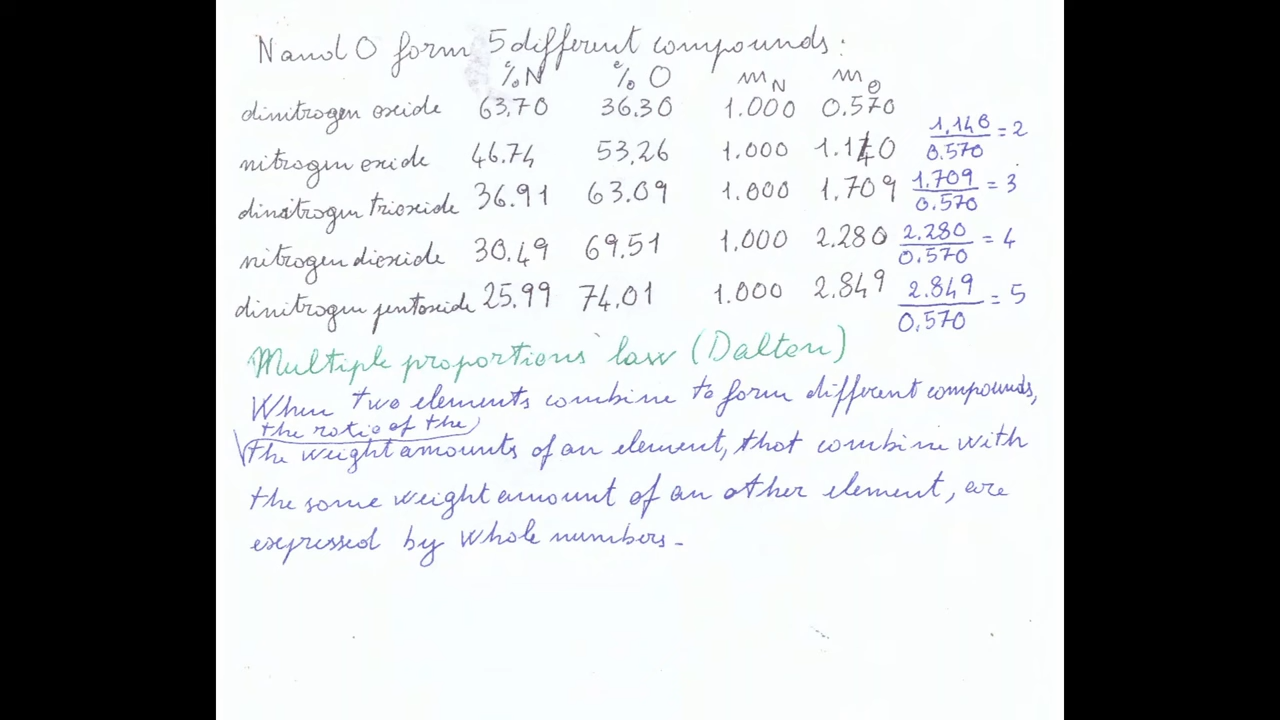 N and O form 5 different compounds:
%N %O mN mO
dinitrogen oxide 63.70 36.30 1.000 0.570
nitrogen oxide 46.74 53.26 1.000 1.140 1.140/0.570 = 2
dinitrogen trioxide 36.91 63.09 1.000 1.709 1.709/0.570 = 3
nitrogen dioxide 30.49 69.51 1.000 2.280 2.280/0.570 = 4
dinitrogen pentoxide 25.99 74.01 1.000 2.849 2.849/0.570 = 5
Multiple proportions' law (Dalton)
When two elements combine to form different compounds,
the ratio of the
the weight amounts of an element, that combine with
the same weight amount of an other element, are
expressed by whole numbers.